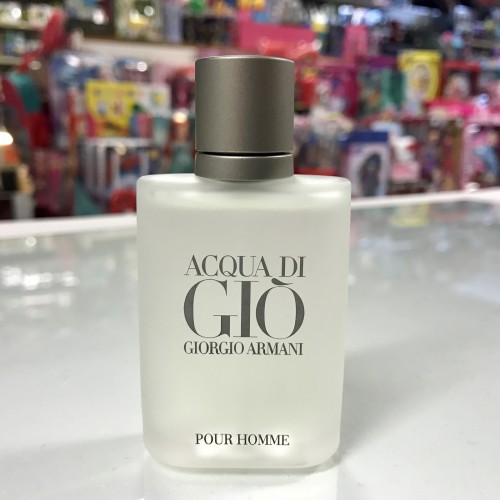 ACQUA DI
GIÒ
GIORGIO ARMANI
POUR HOMME